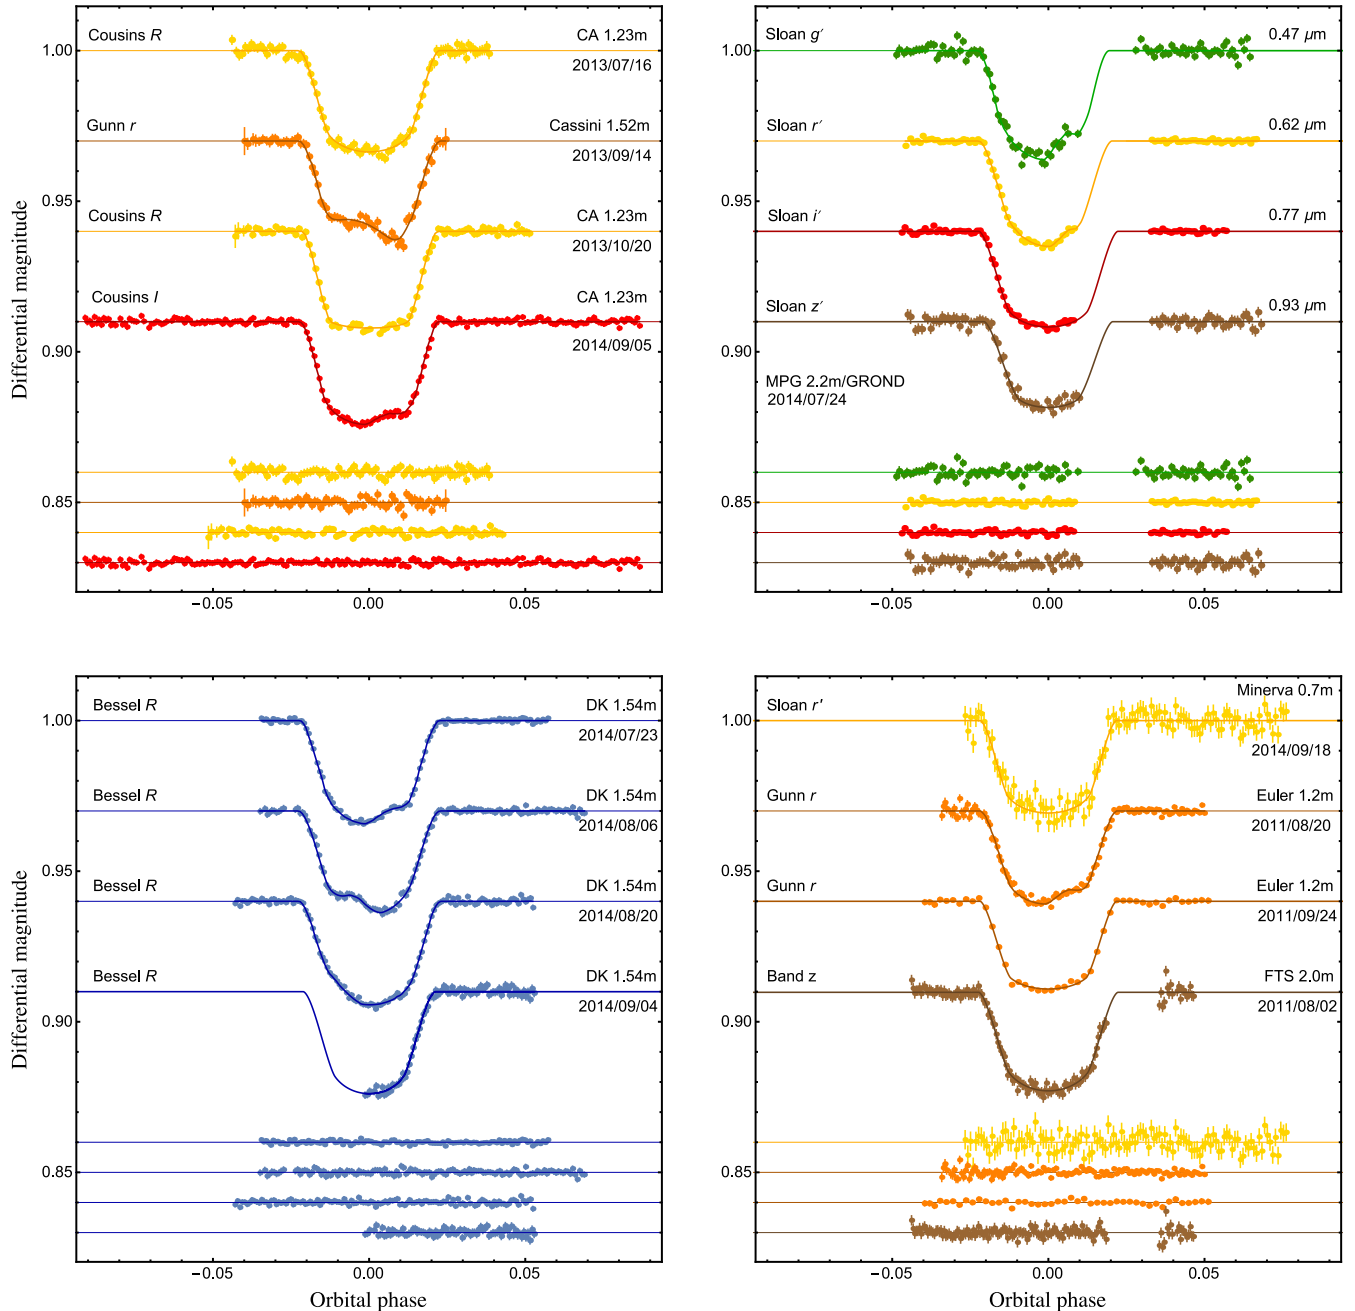 Cousins R CA 1.23m
1.00
2013/07/16
Gunn r Cassini 1.52m
2013/09/14
0.95
Cousins R CA 1.23m
2013/10/20
Cousins I CA 1.23m
2014/09/05
0.90
0.85
−0.05 0.00 0.05
Differential magnitude
Sloan g′ 0.47 μm
1.00
Sloan r′ 0.62 μm
0.95
Sloan i′ 0.77 μm
Sloan z′ 0.93 μm
0.90
MPG 2.2m/GROND
2014/07/24
0.85
−0.05 0.00 0.05
Bessel R DK 1.54m
1.00
2014/07/23
Bessel R DK 1.54m
2014/08/06
0.95
Bessel R DK 1.54m
2014/08/20
Bessel R DK 1.54m
2014/09/04
0.90
0.85
−0.05 0.00 0.05
Differential magnitude
Orbital phase
Sloan r' Minerva 0.7m
1.00
2014/09/18
Gunn r Euler 1.2m
2011/08/20
0.95
Gunn r Euler 1.2m
2011/09/24
Band z FTS 2.0m
2011/08/02
0.90
0.85
−0.05 0.00 0.05
Orbital phase